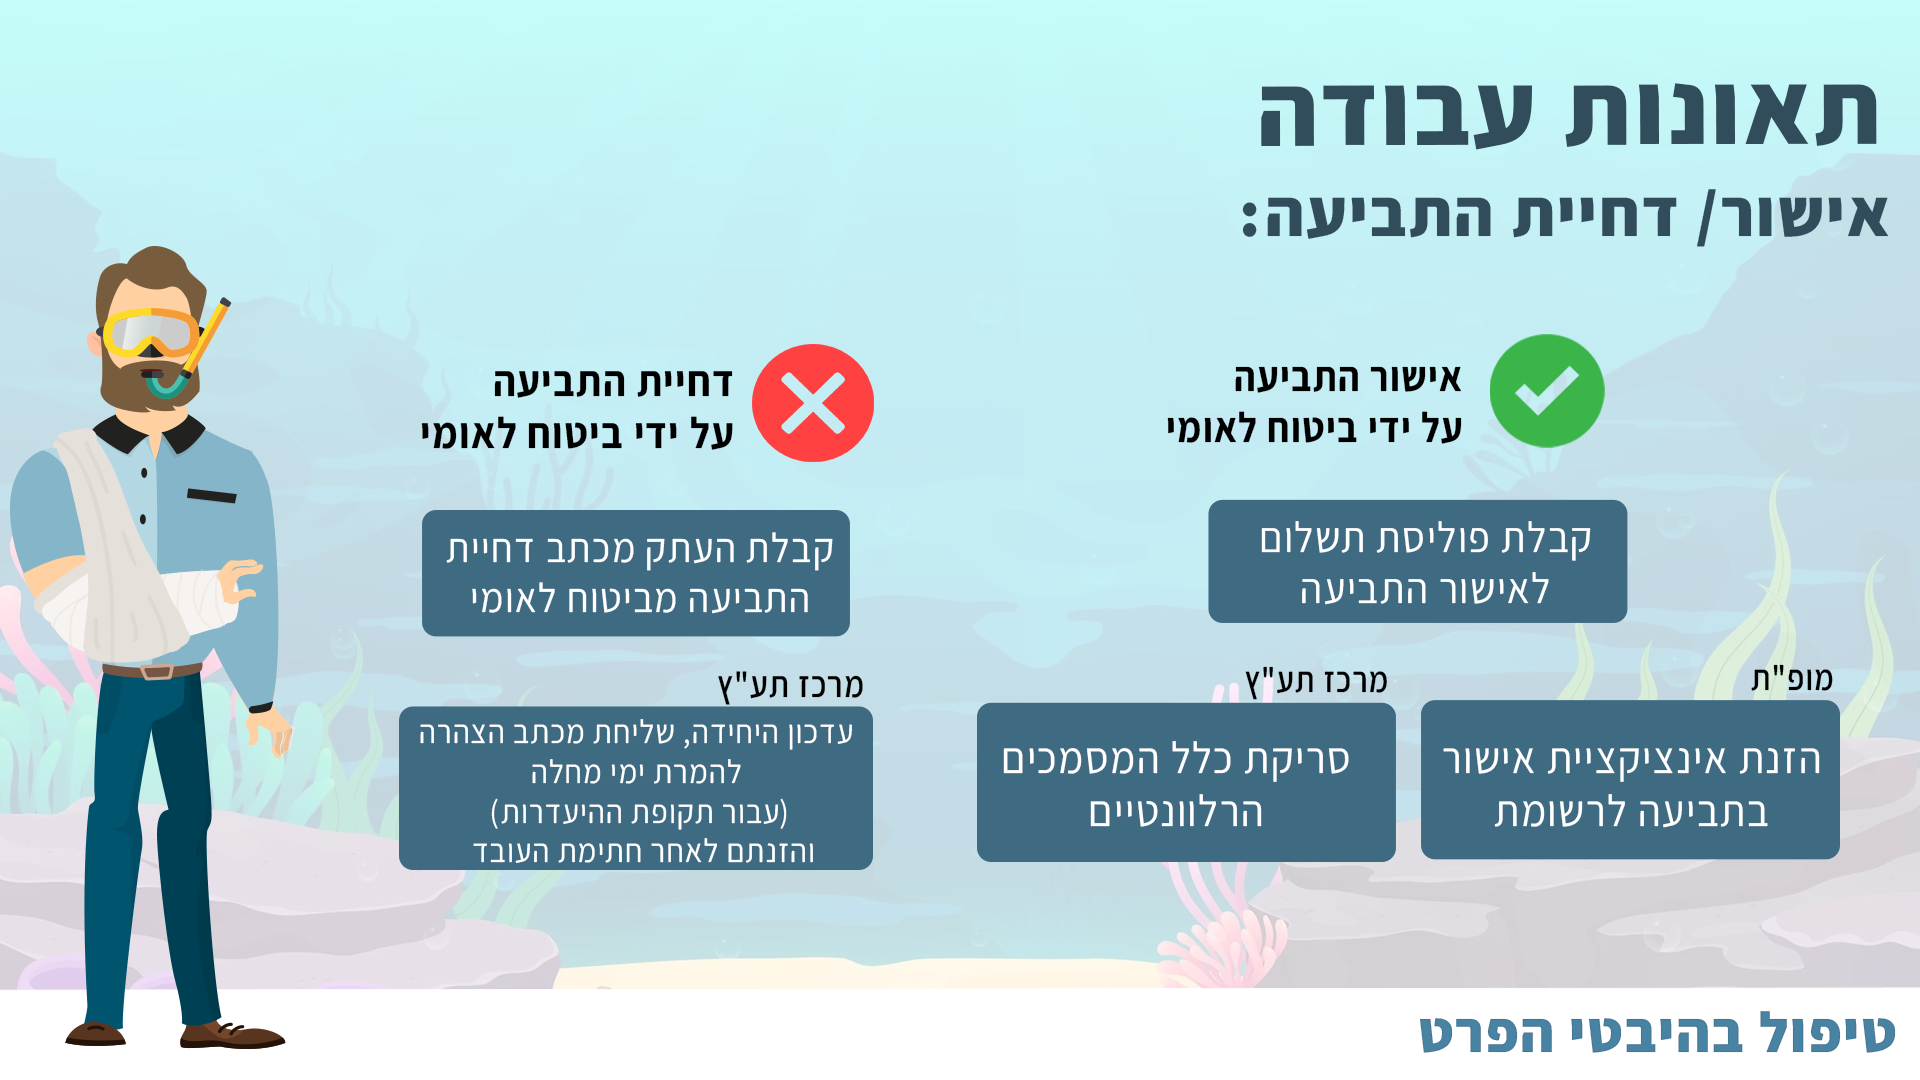 תאונות עבודה
אישור/ דחיית התביעה:
אישור התביעה
על ידי ביטוח לאומי
קבלת פוליסת תשלום
לאישור התביעה
מופ"ת
הזנת אינציקציית אישור
בתביעה לרשומת
מרכז תע"ץ
סריקת כלל המסמכים
הרלוונטיים
דחיית התביעה
על ידי ביטוח לאומי
קבלת העתק מכתב דחיית
התביעה מביטוח לאומי
מרכז תע"ץ
עדכון היחידה, שליחת מכתב הצהרה
להמרת ימי מחלה
(עבור תקופת ההיעדרות)
והזנתם לאחר חתימת העובד
טיפול בהיבטי הפרט